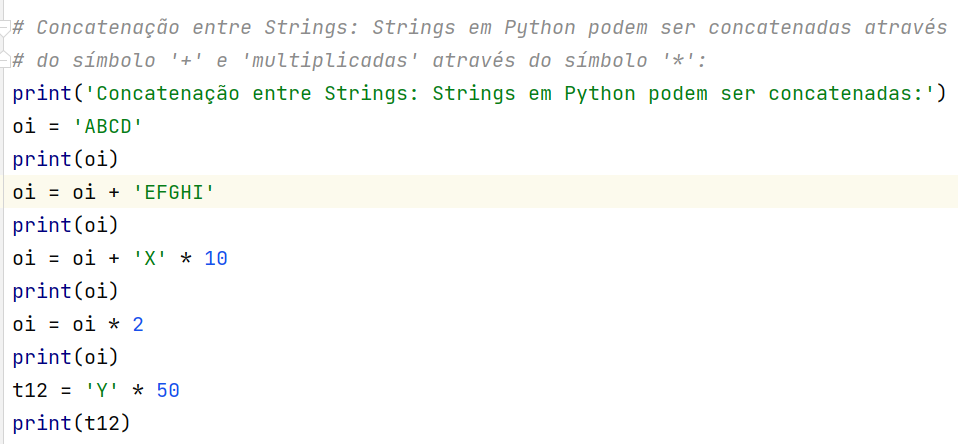 # Concatenação entre Strings: Strings em Python podem ser concatenadas através
# do símbolo '+' e 'multiplicadas' através do símbolo '*':
print('Concatenação entre Strings: Strings em Python podem ser concatenadas:')
oi = 'ABCD'
print(oi)
oi = oi + 'EFGHI'
print(oi)
oi = oi + 'X' * 10
print(oi)
oi = oi * 2
print(oi)
t12 = 'Y' * 50
print(t12)